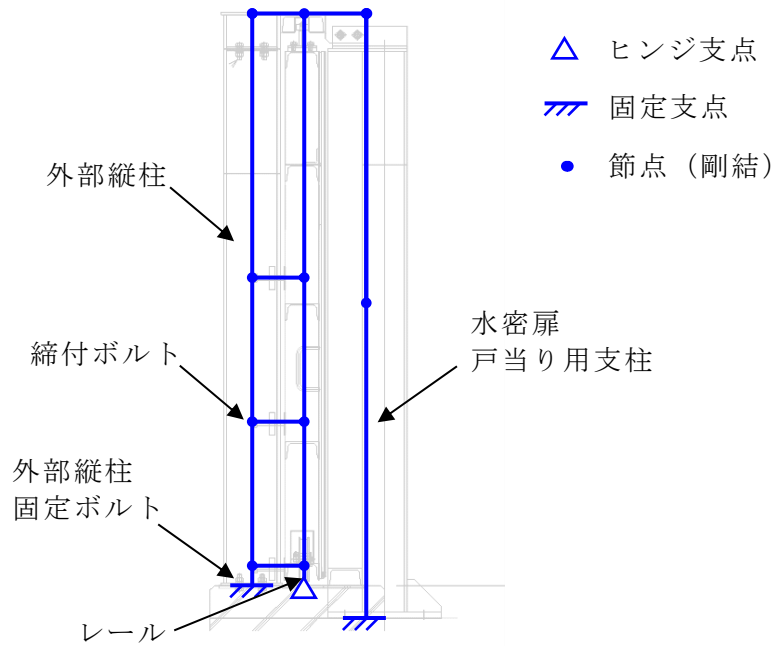 ヒンジ支点
固定支点
節点（剛結）
外部縦柱
締付ボルト
水密扉
戸当り用支柱
外部縦柱
固定ボルト
レール